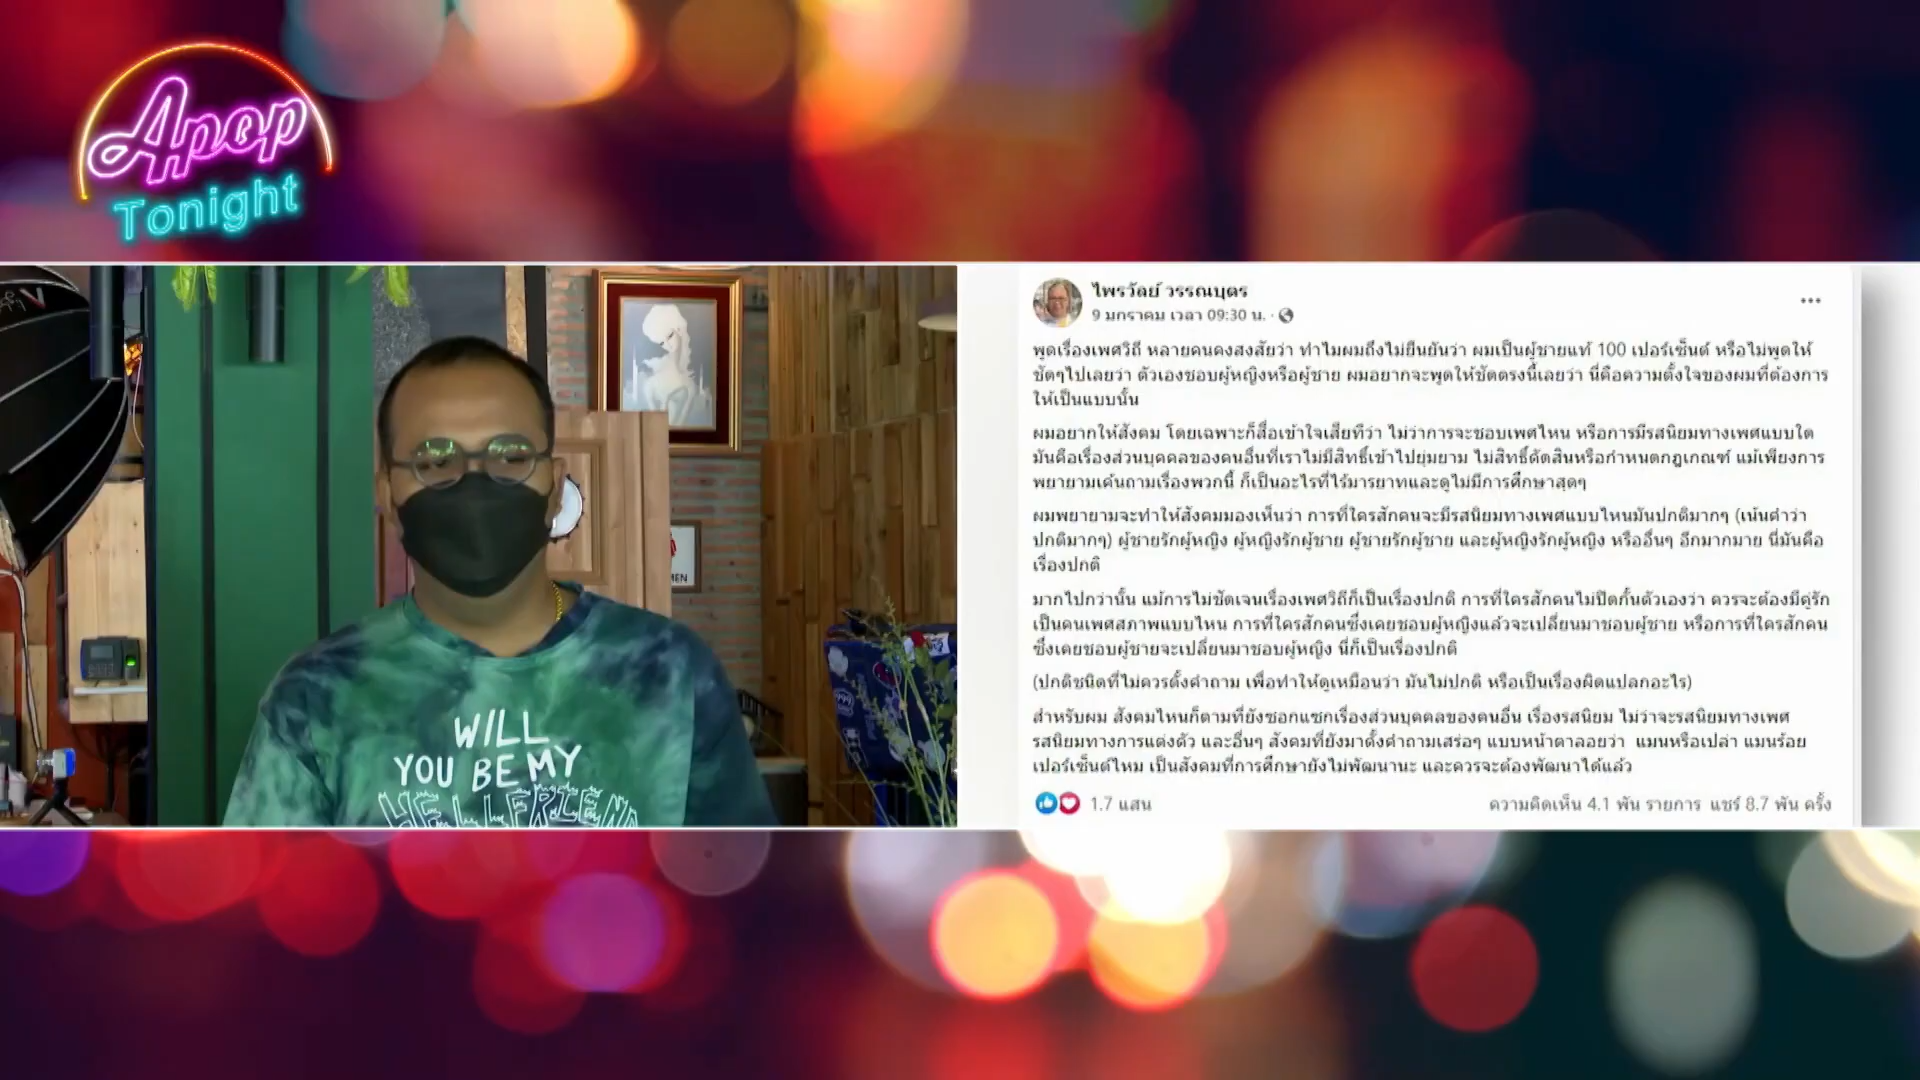 Apop
Tonight
WILL
YOU BE MY
MEN
ไพรวัลย์ วรรณบุตร
9 มกราคม เวลา 09:30 น.
พูดเรื่องเพศวิถี หลายคนคงสงสัยว่า ทำไมผมถึงไม่ยืนยันว่า ผมเป็นผู้ชายแท้ 100 เปอร์เซ็นต์ หรือไม่พูดให้
ชัดๆไปเลยว่า ตัวเองชอบผู้หญิงหรือผู้ชาย ผมอยากจะพูดให้ชัดตรงนี้เลยว่า นี่คือความตั้งใจของผมที่ต้องการ
ให้เป็นแบบนั้น
ผมอยากให้สังคม โดยเฉพาะก็สื่อเข้าใจเสียทีว่า ไม่ว่าการจะชอบเพศไหน หรือการมีรสนิยมทางเพศแบบใด
มันคือเรื่องส่วนบุคคลของคนอื่นที่เราไม่มีสิทธิ์เข้าไปยุ่มยาม ไม่สิทธิ์ตัดสินหรือกำหนดกฎเกณฑ์ แม้เพียงการ
พยายามเค้นถามเรื่องพวกนี้ ก็เป็นอะไรที่ไร้มารยาทและดูไม่มีการศึกษาสุดๆ
ผมพยายามจะทำให้สังคมมองเห็นว่า การที่ใครสักคนจะมีรสนิยมทางเพศแบบไหนมันปกติมากๆ (เน้นคำว่า
ปกติมากๆ) ผู้ชายรักผู้หญิง ผู้หญิงรักผู้ชาย ผู้ชายรักผู้ชาย และผู้หญิงรักผู้หญิง หรืออื่นๆ อีกมากมาย นี่มันคือ
เรื่องปกติ
มากไปกว่านั้น แม้การไม่ชัดเจนเรื่องเพศวิถีก็เป็นเรื่องปกติ การที่ใครสักคนไม่ปิดกั้นตัวเองว่า ควรจะต้องมีคู่รัก
เป็นคนเพศสภาพแบบไหน การที่ใครสักคนซึ่งเคยชอบผู้หญิงแล้วจะเปลี่ยนมาชอบผู้ชาย หรือการที่ใครสักคน
ซึ่งเคยชอบผู้ชายจะเปลี่ยนมาชอบผู้หญิง นี่ก็เป็นเรื่องปกติ
(ปกติชนิดที่ไม่ควรตั้งคำถาม เพื่อทำให้ดูเหมือนว่า มันไม่ปกติ หรือเป็นเรื่องผิดแปลกอะไร)
สำหรับผม สังคมไหนก็ตามที่ยังซอกแซกเรื่องส่วนบุคคลของคนอื่น เรื่องรสนิยม ไม่ว่าจะรสนิยมทางเพศ
รสนิยมทางการแต่งตัว และอื่นๆ สังคมที่ยังมาตั้งคำถามเสร่อๆ แบบหน้าตาลอยว่า แมนหรือเปล่า แมนร้อย
เปอร์เซ็นต์ไหม เป็นสังคมที่การศึกษายังไม่พัฒนานะ และควรจะต้องพัฒนาได้แล้ว
1.7 แสน
ความคิดเห็น 4.1 พัน รายการ แชร์ 8.7 พัน ครั้ง